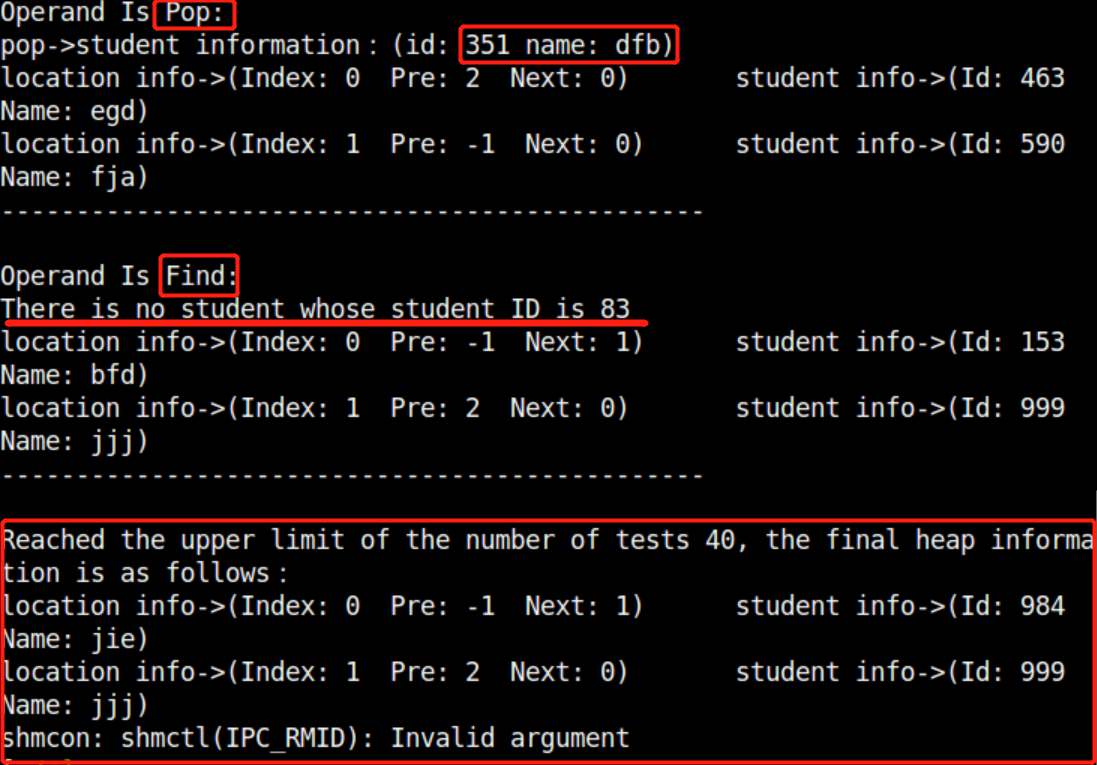 Operand Is Pop:
pop->student information：(id: 351 name: dfb)
location info->(Index: 0  Pre: 2  Next: 0)       student info->(Id: 463
Name: egd)
location info->(Index: 1  Pre: -1  Next: 0)      student info->(Id: 590
Name: fja)
-----------------------------------------------
Operand Is Find:
There is no student whose student ID is 83
location info->(Index: 0  Pre: -1  Next: 1)      student info->(Id: 153
Name: bfd)
location info->(Index: 1  Pre: 2  Next: 0)       student info->(Id: 999
Name: jjj)
-----------------------------------------------
Reached the upper limit of the number of tests 40, the final heap informa
tion is as follows：
location info->(Index: 0  Pre: -1  Next: 1)      student info->(Id: 984
Name: jie)
location info->(Index: 1  Pre: 2  Next: 0)       student info->(Id: 999
Name: jjj)
shmcon: shmctl(IPC_RMID): Invalid argument